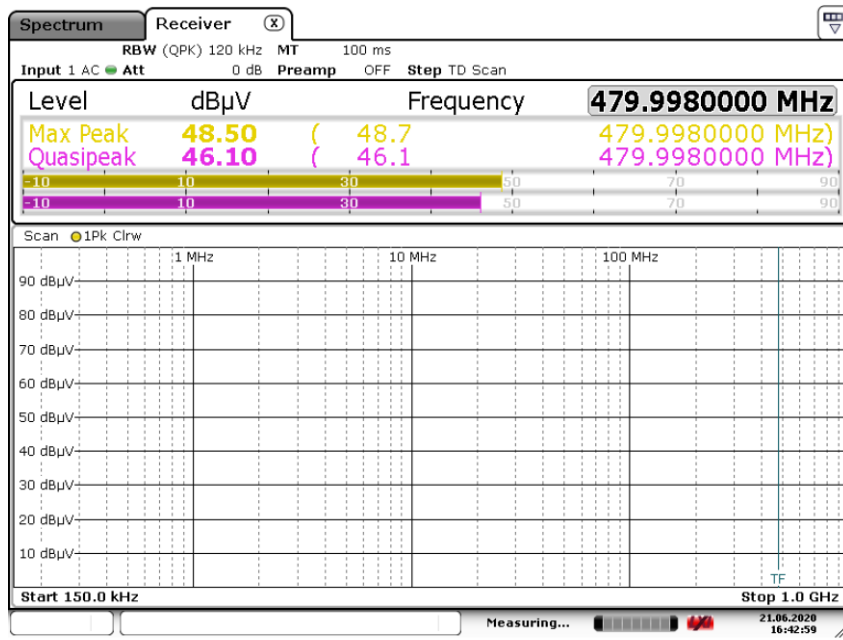 Spectrum Receiver X
RBW (QPK) 120 kHz MT 100 ms
Input 1 AC Att 0 dB Preamp OFF Step TD Scan
Level dBµV Frequency 479.9980000 MHz
Max Peak 48.50 ( 48.7 479.9980000 MHz)
Quasipeak 46.10 ( 46.1 479.9980000 MHz)
-10 10 30 50 70 90
-10 10 30 50 70 90
Scan 1Pk Clrw
1 MHz 10 MHz 100 MHz
90 dBµV
80 dBµV
70 dBµV
60 dBµV
50 dBµV
40 dBµV
30 dBµV
20 dBµV
10 dBµV
TF
Start 150.0 kHz Stop 1.0 GHz
Measuring... 21.06.2020
16:42:59